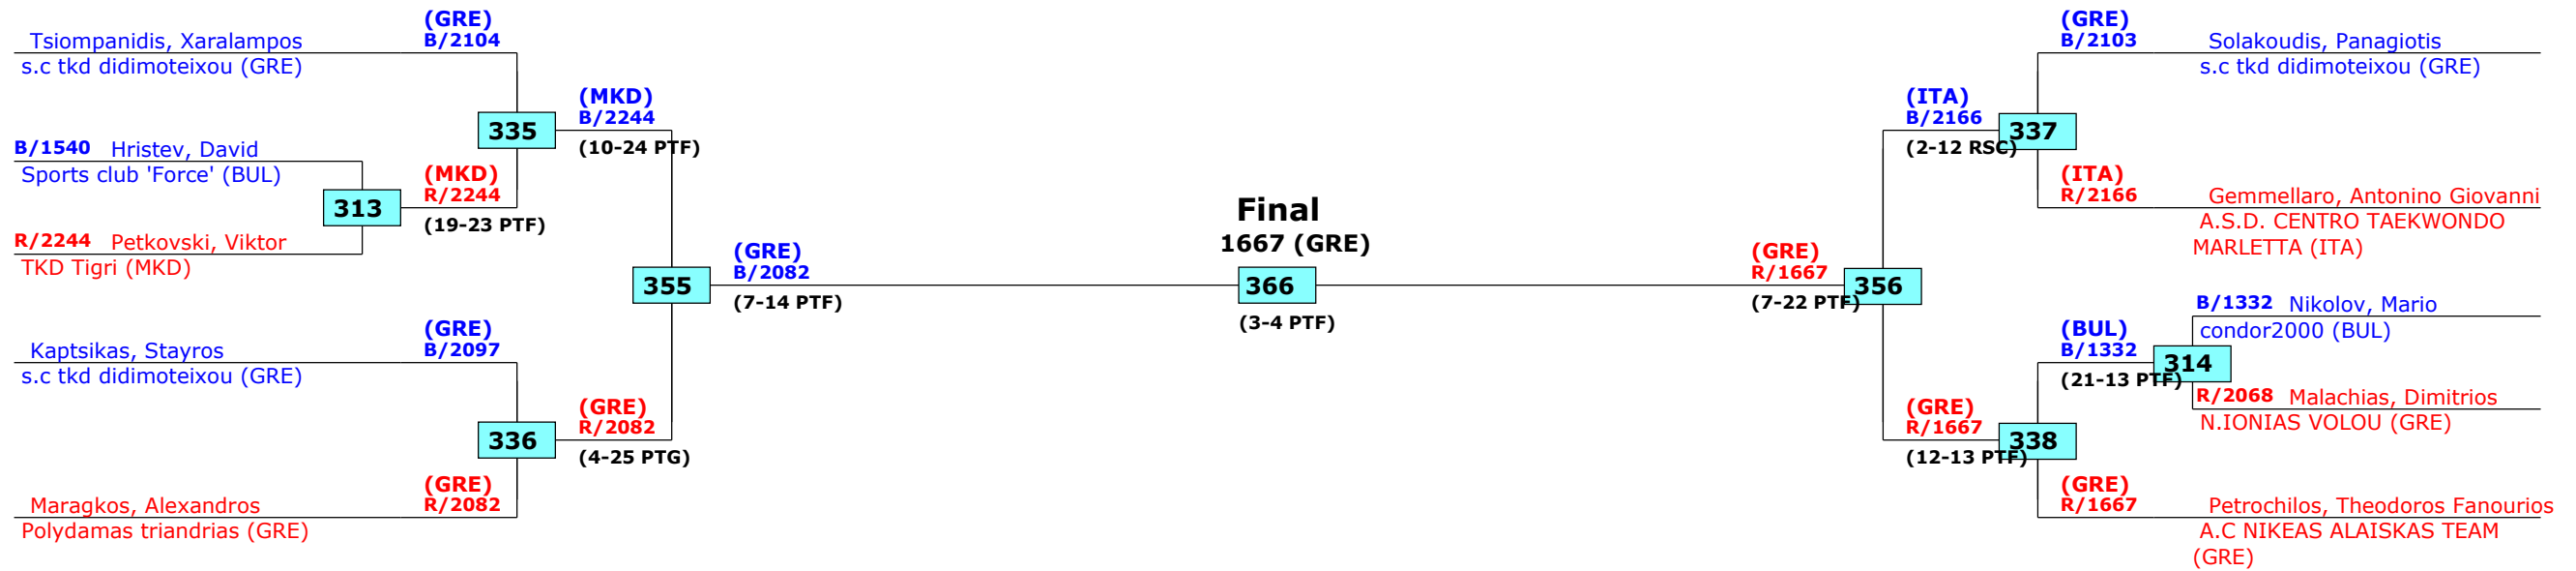 (GRE)
B/2104
Tsiompanidis, Xaralampos
s.c tkd didimoteixou (GRE)
335
(MKD)
B/2244
(10-24 PTF)
B/1540 Hristev, David
Sports club 'Force' (BUL)
313
(MKD)
R/2244
(19-23 PTF)
R/2244 Petkovski, Viktor
TKD Tigri (MKD)
355
(GRE)
B/2082
(7-14 PTF)
(GRE)
B/2097
Kaptsikas, Stayros
s.c tkd didimoteixou (GRE)
336
(GRE)
R/2082
(4-25 PTG)
(GRE)
R/2082
Maragkos, Alexandros
Polydamas triandrias (GRE)
Final
1667 (GRE)
366
(3-4 PTF)
(GRE)
R/1667
(7-22 PTF)
356
(ITA)
B/2166
(2-12 RSC)
337
(GRE)
B/2103
Solakoudis, Panagiotis
s.c tkd didimoteixou (GRE)
(ITA)
R/2166
Gemmellaro, Antonino Giovanni
A.S.D. CENTRO TAEKWONDO
MARLETTA (ITA)
B/1332 Nikolov, Mario
condor2000 (BUL)
(BUL)
B/1332
(21-13 PTF)
314
R/2068 Malachias, Dimitrios
N.IONIAS VOLOU (GRE)
(GRE)
R/1667
(12-13 PTF)
338
(GRE)
R/1667
Petrochilos, Theodoros Fanourios
A.C NIKEAS ALAISKAS TEAM
(GRE)